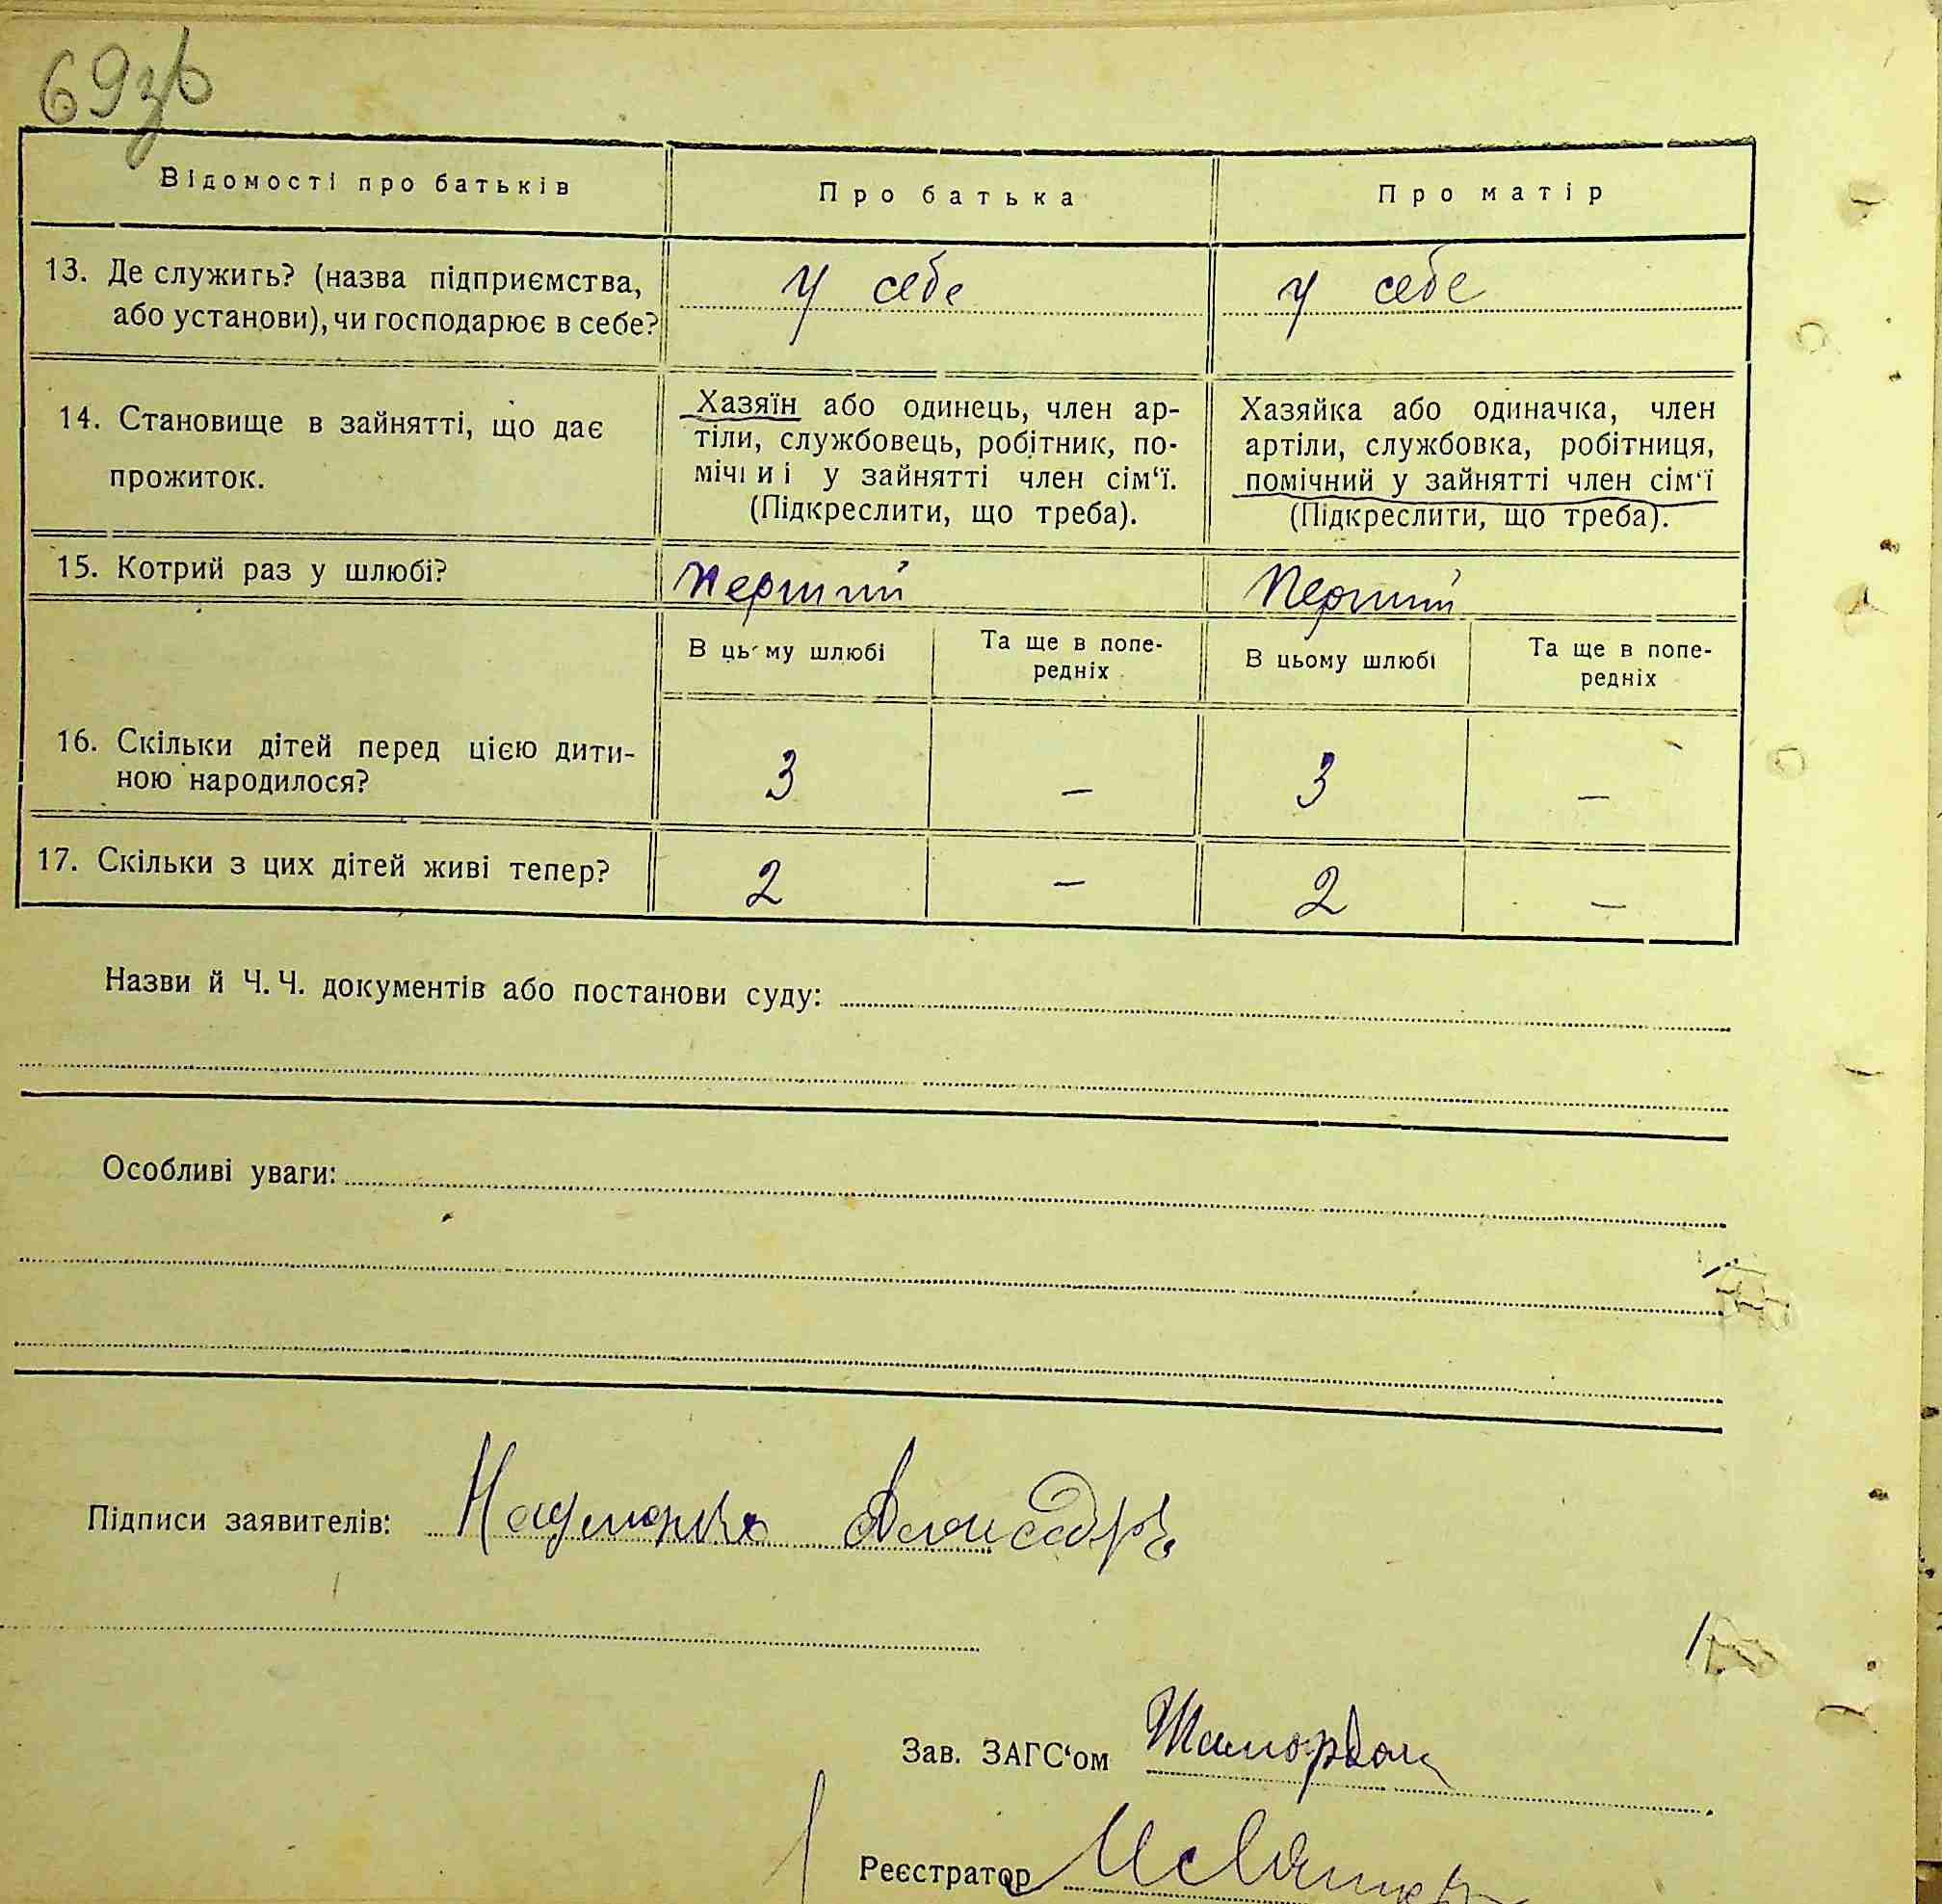 69зв
Відомості про батьків
Про батька
Про матір
13. Де служить? (назва підприємства,
або установи), чи господарює в себе?
у себе
у себе
14. Становище в зайнятті, що дає
прожиток.
Хазяїн або одинець, член ар-
тіли, службовець, робітник, по-
мічниі у зайнятті член сім‘ї.
(Підкреслити, що треба).
Хазяйка або одиначка, член
артіли, службовка, робітниця,
помічний у зайнятті член сім‘ї
(Підкреслити, що треба).
15. Котрий раз у шлюбі?
перший
перший
В цьому шлюбі
Та ще в попе-
редніх
В цьому шлюбі
Та ще в попе-
редніх
16. Скільки дітей перед цією дити-
ною народилося?
3
—
3
—
17. Скільки з цих дітей живі тепер?
2
—
2
—
Назви й Ч. Ч. документів або постанови суду:
Особливі уваги:
Підписи заявителів:
Зав. ЗАГС‘ом
Реєстратор